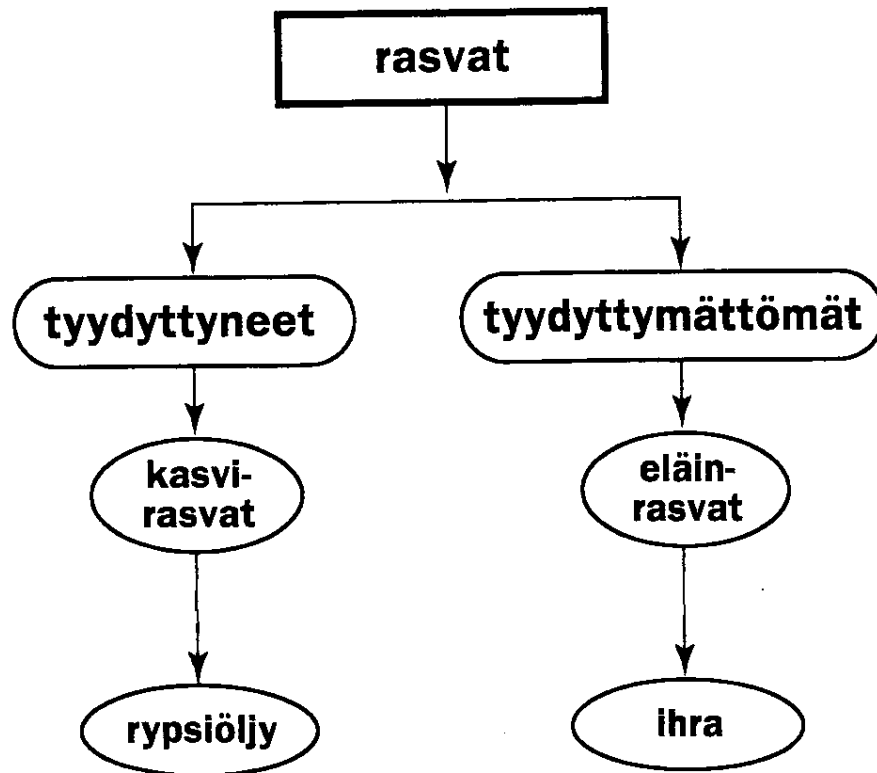 rasvat
tyydyttyneet
tyydyttymättömät
kasvi-
rasvat
eläin-
rasvat
rypsiöljy
ihra